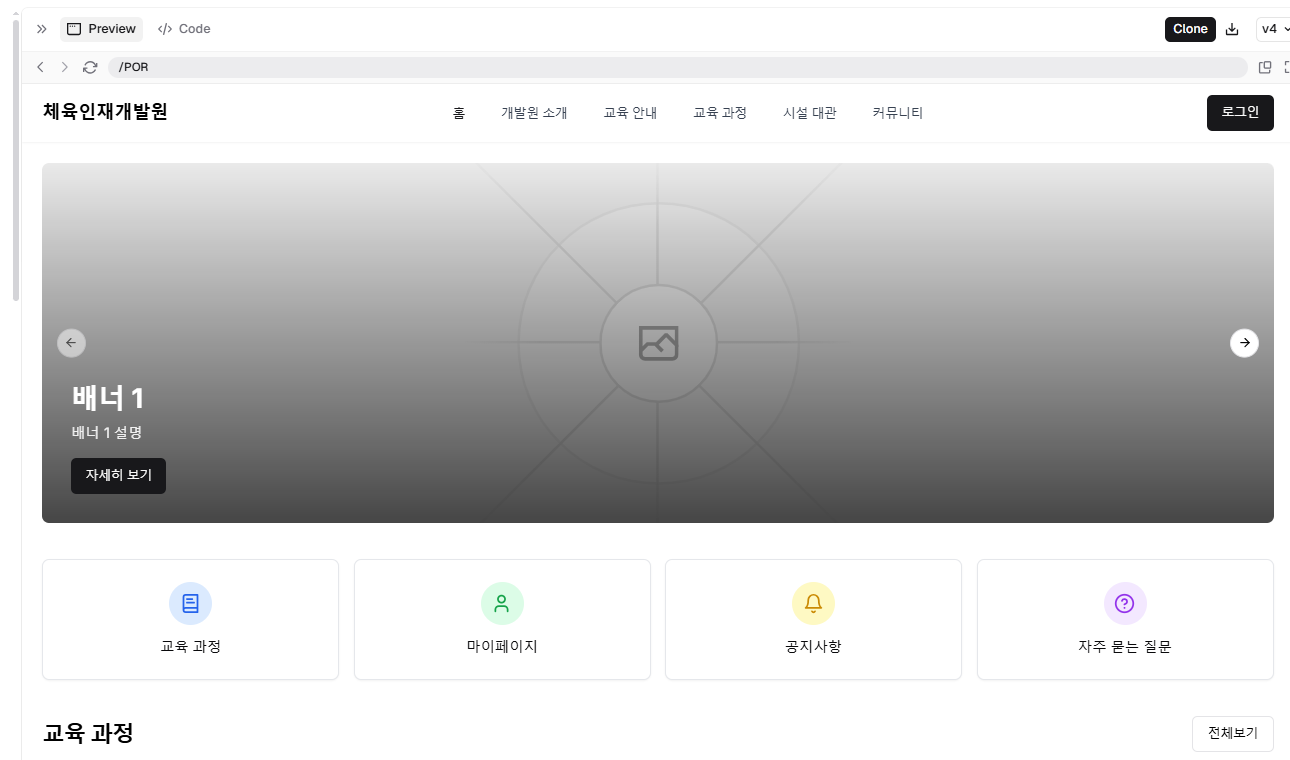 Preview Code Clone v4
/POR
체육인재개발원 홈 개발원 소개 교육 안내 교육 과정 시설 대관 커뮤니티 로그인
배너 1
배너 1 설명
자세히 보기
교육 과정 마이페이지 공지사항 자주 묻는 질문
교육 과정 전체보기